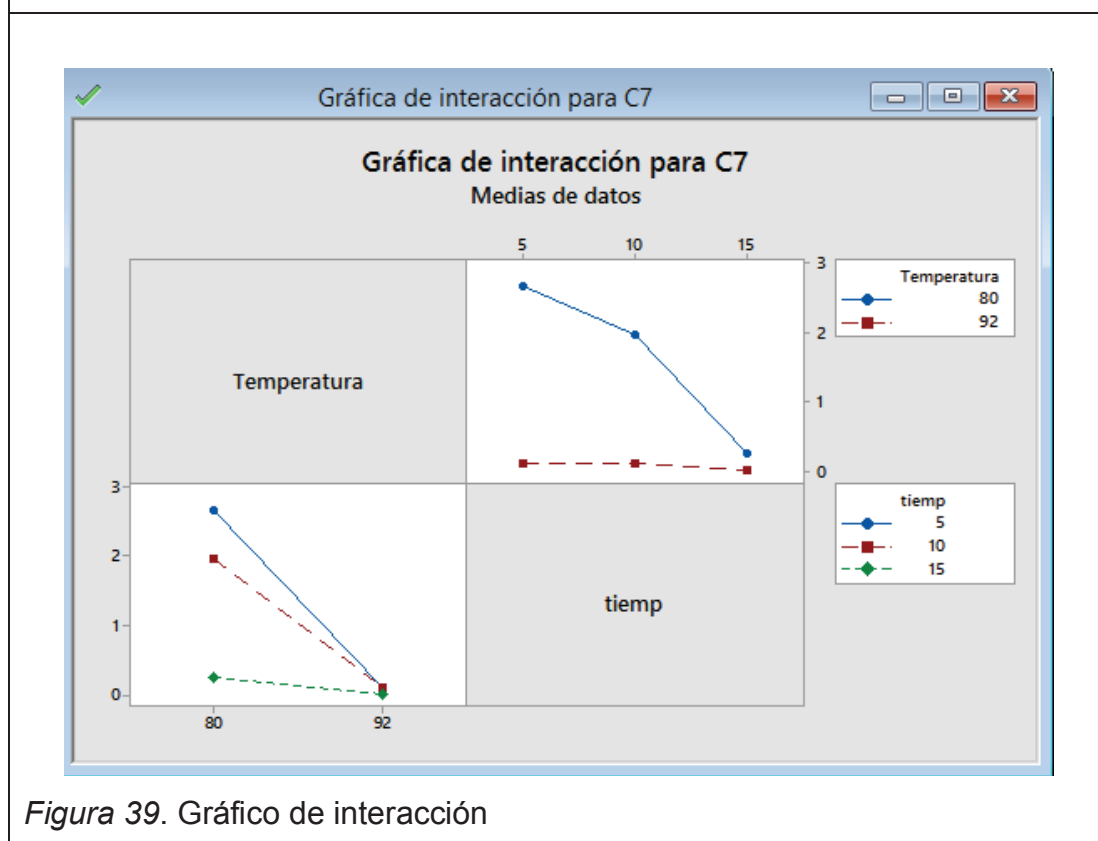 Gráfica de interacción para C7
Gráfica de interacción para C7
Medias de datos
5 10 15
3
2
1
0
Temperatura
80
92
Temperatura
3
2
1
0
80 92
tiemp
tiemp
5
10
15
Figura 39. Gráfico de interacción